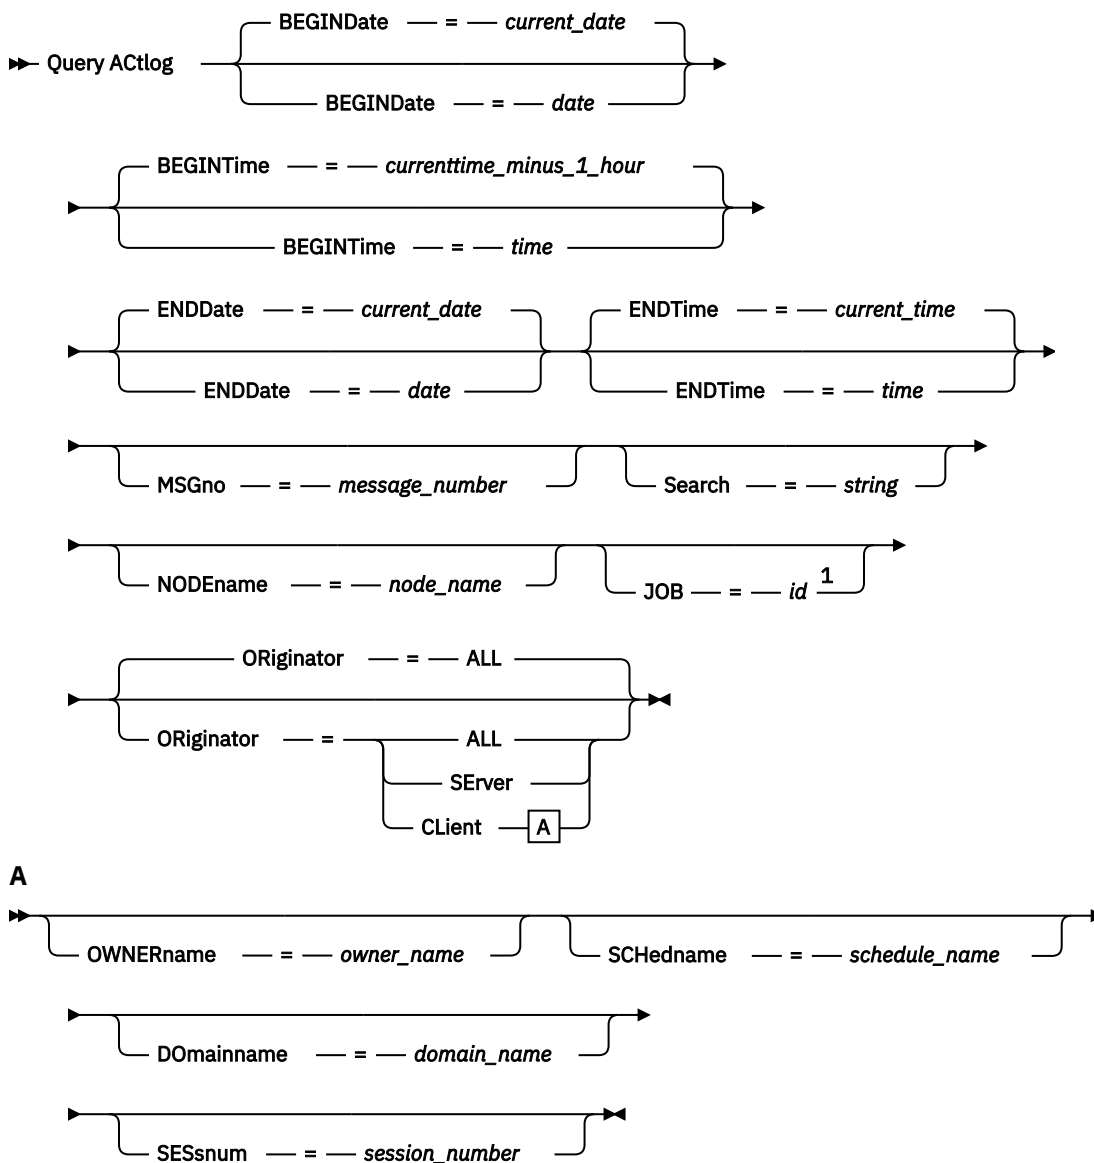 BEGINDate = current_date
Query ACtlog
BEGINDate = date
BEGINTime = currenttime_minus_1_hour
BEGINTime = time
ENDDate = current_date ENDTime = current_time
ENDDate = date ENDTime = time
MSGno = message_number Search = string
NODEname = node_name JOB = id 1
ORiginator = ALL
ORiginator = ALL
SErver
CLient A
A
OWNERname = owner_name SCHedname = schedule_name
DOmainname = domain_name
SESsnum = session_number